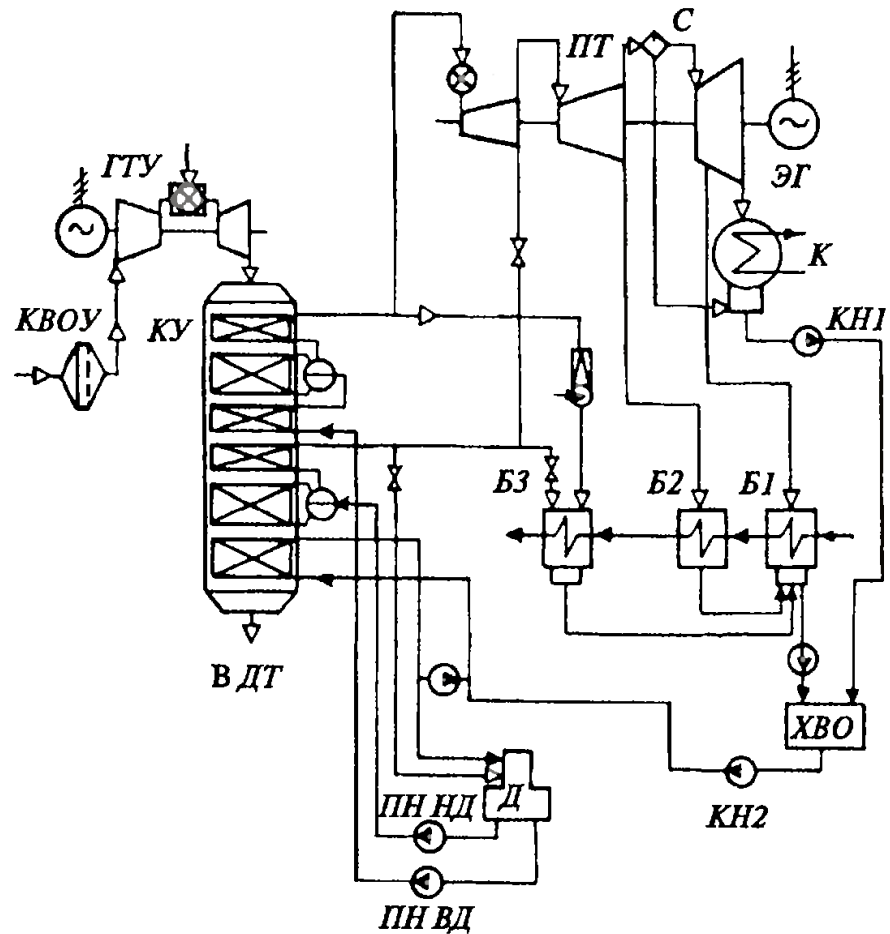 С
ПТ
ГТУ
ЭГ
К
КВОУ
КУ
КН1
Б3
Б2
Б1
В ДТ
ХВО
Д
ПН НД
КН2
ПН ВД